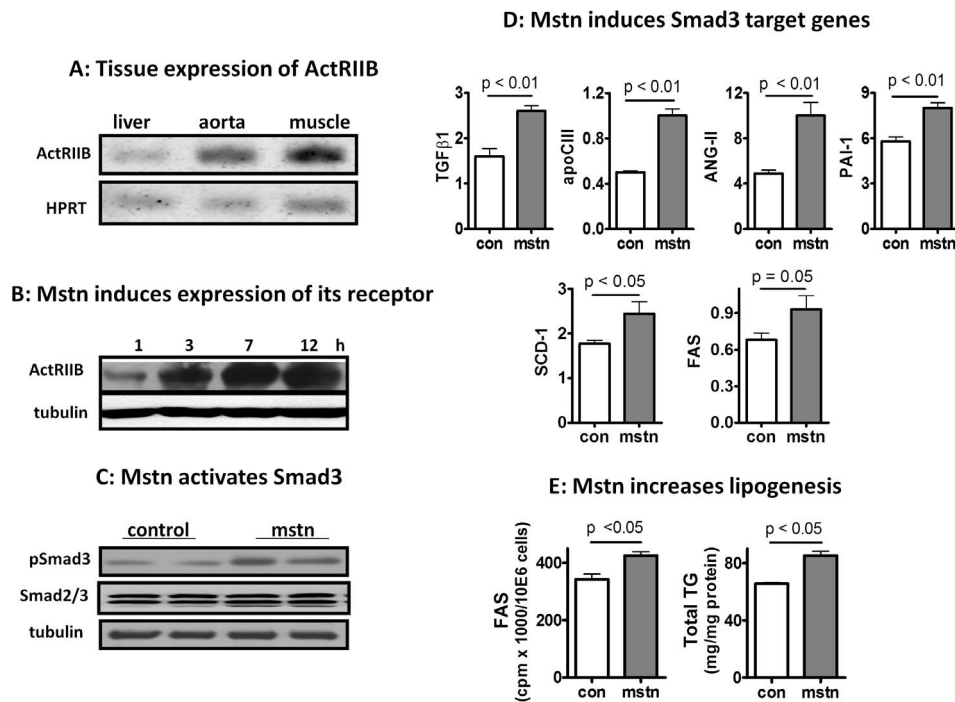 A: Tissue expression of ActRIIB
liver aorta muscle
ActRIIB
HPRT
B: Mstn induces expression of its receptor
1 3 7 12 h
ActRIIB
tubulin
C: Mstn activates Smad3
control mstn
pSmad3
Smad2/3
tubulin
D: Mstn induces Smad3 target genes
p < 0.01
3
2
1
0
TGFβ1
con mstn
p < 0.01
1.2
0.8
0.4
0.0
apoCIII
con mstn
p < 0.01
12
8
4
0
ANG-II
con mstn
p < 0.01
9
6
3
0
PAI-1
con mstn
p < 0.05
3
2
1
0
SCD-1
con mstn
p = 0.05
0.9
0.6
0.3
0.0
FAS
con mstn
E: Mstn increases lipogenesis
p <0.05
400
200
0
FAS
(cpm x 1000/10E6 cells)
con mstn
p < 0.05
80
40
0
Total TG
(mg/mg protein)
con mstn